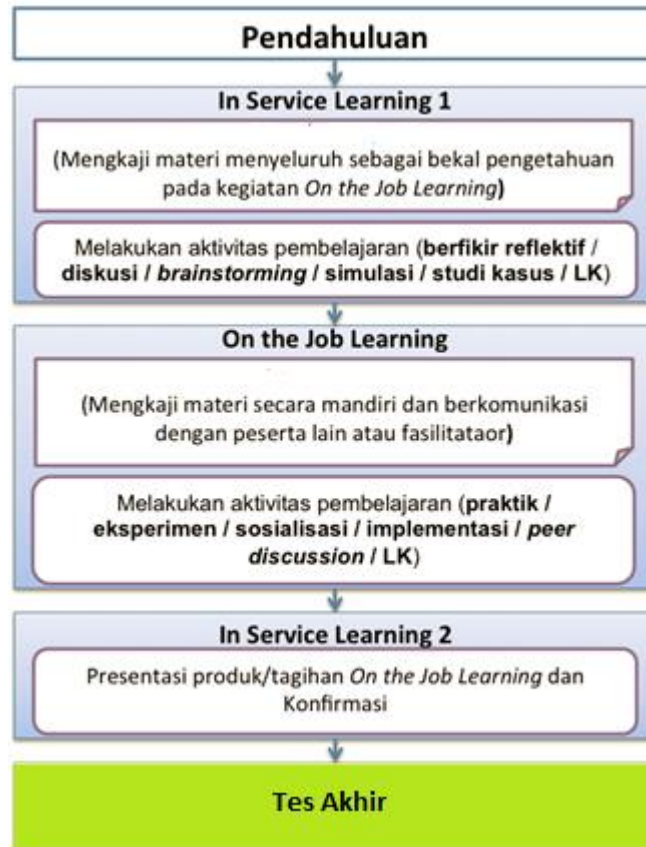 Pendahuluan
In Service Learning 1
(Mengkaji materi menyeluruh sebagai bekal pengetahuan
pada kegiatan On the Job Learning)
Melakukan aktivitas pembelajaran (berfikir reflektif /
diskusi / brainstorming / simulasi / studi kasus / LK)
On the Job Learning
(Mengkaji materi secara mandiri dan berkomunikasi
dengan peserta lain atau fasilitataor)
Melakukan aktivitas pembelajaran (praktik /
eksperimen / sosialisasi / implementasi / peer
discussion / LK)
In Service Learning 2
Presentasi produk/tagihan On the Job Learning dan
Konfirmasi
Tes Akhir